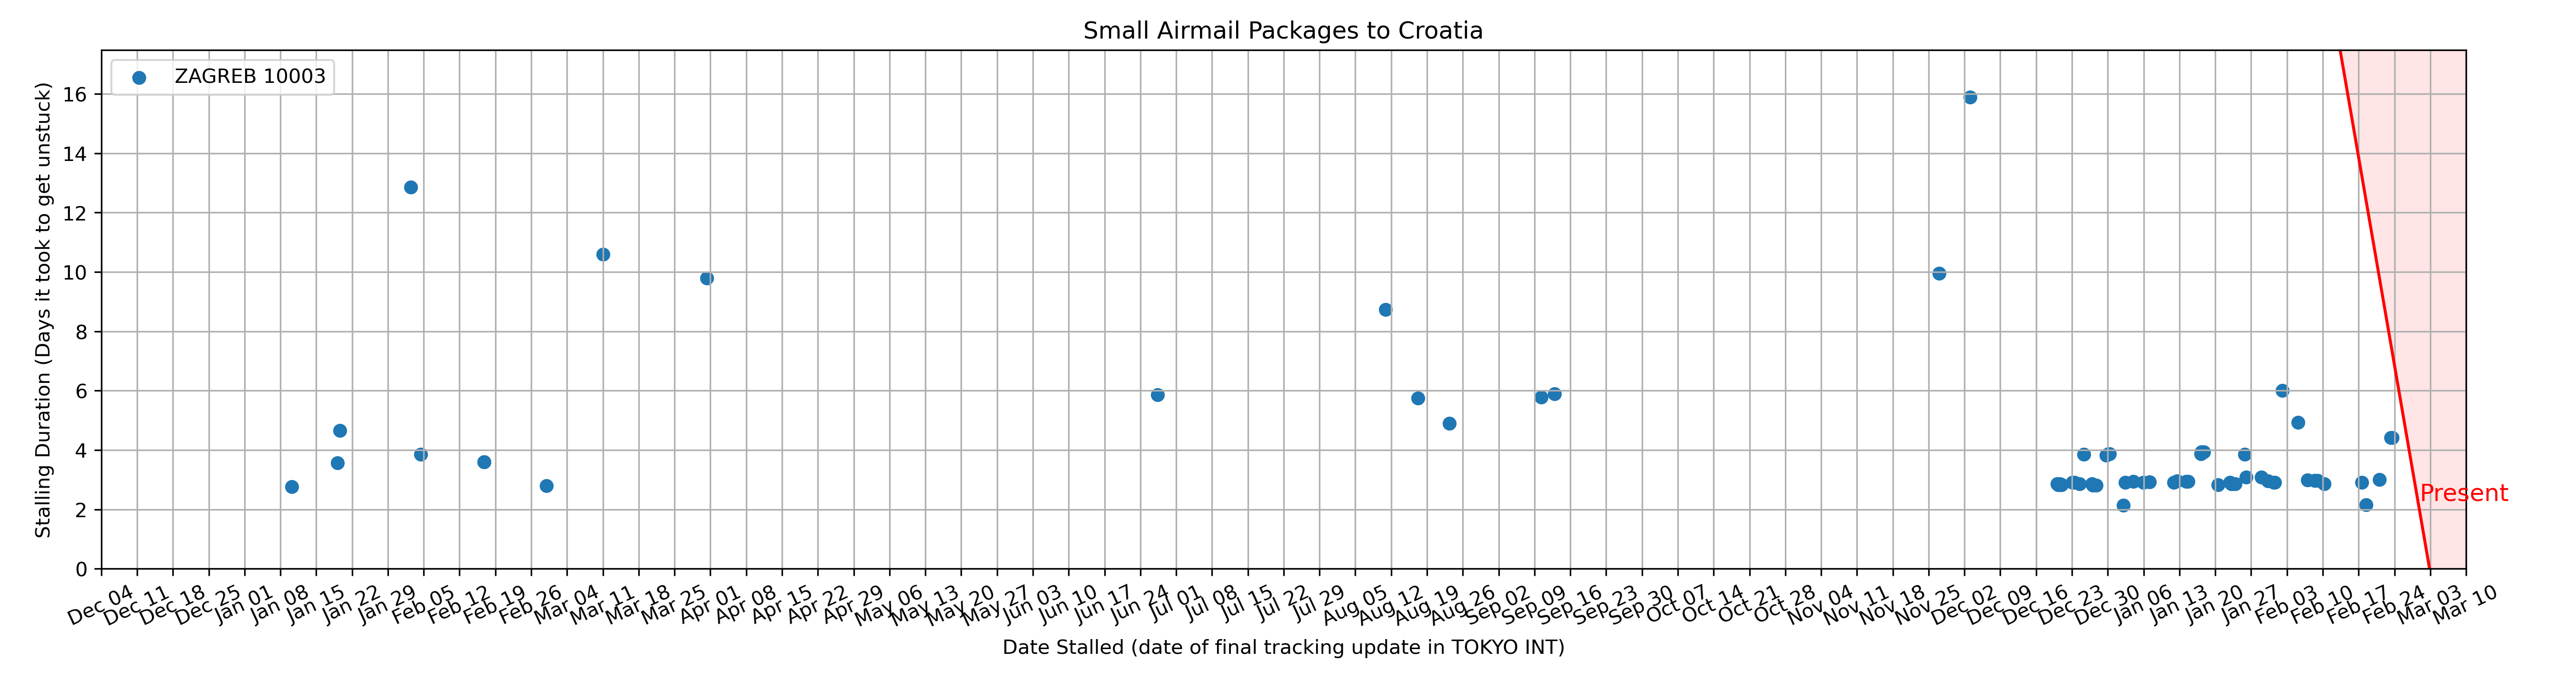 Small Airmail Packages to Croatia
ZAGREB 10003
Stalling Duration (Days it took to get unstuck)
16
14
12
10
8
6
4
2
0
Present
Dec 04 Dec 11 Dec 18 Dec 25 Jan 01 Jan 08 Jan 15 Jan 22 Jan 29 Feb 05 Feb 12 Feb 19 Feb 26 Mar 04 Mar 11 Mar 18 Mar 25 Apr 01 Apr 08 Apr 15 Apr 22 Apr 29 May 06 May 13 May 20 May 27 Jun 03 Jun 10 Jun 17 Jun 24 Jul 01 Jul 08 Jul 15 Jul 22 Jul 29 Aug 05 Aug 12 Aug 19 Aug 26 Sep 02 Sep 09 Sep 16 Sep 23 Sep 30 Oct 07 Oct 14 Oct 21 Oct 28 Nov 04 Nov 11 Nov 18 Nov 25 Dec 02 Dec 09 Dec 16 Dec 23 Dec 30 Jan 06 Jan 13 Jan 20 Jan 27 Feb 03 Feb 10 Feb 17 Feb 24 Mar 03 Mar 10
Date Stalled (date of final tracking update in TOKYO INT)